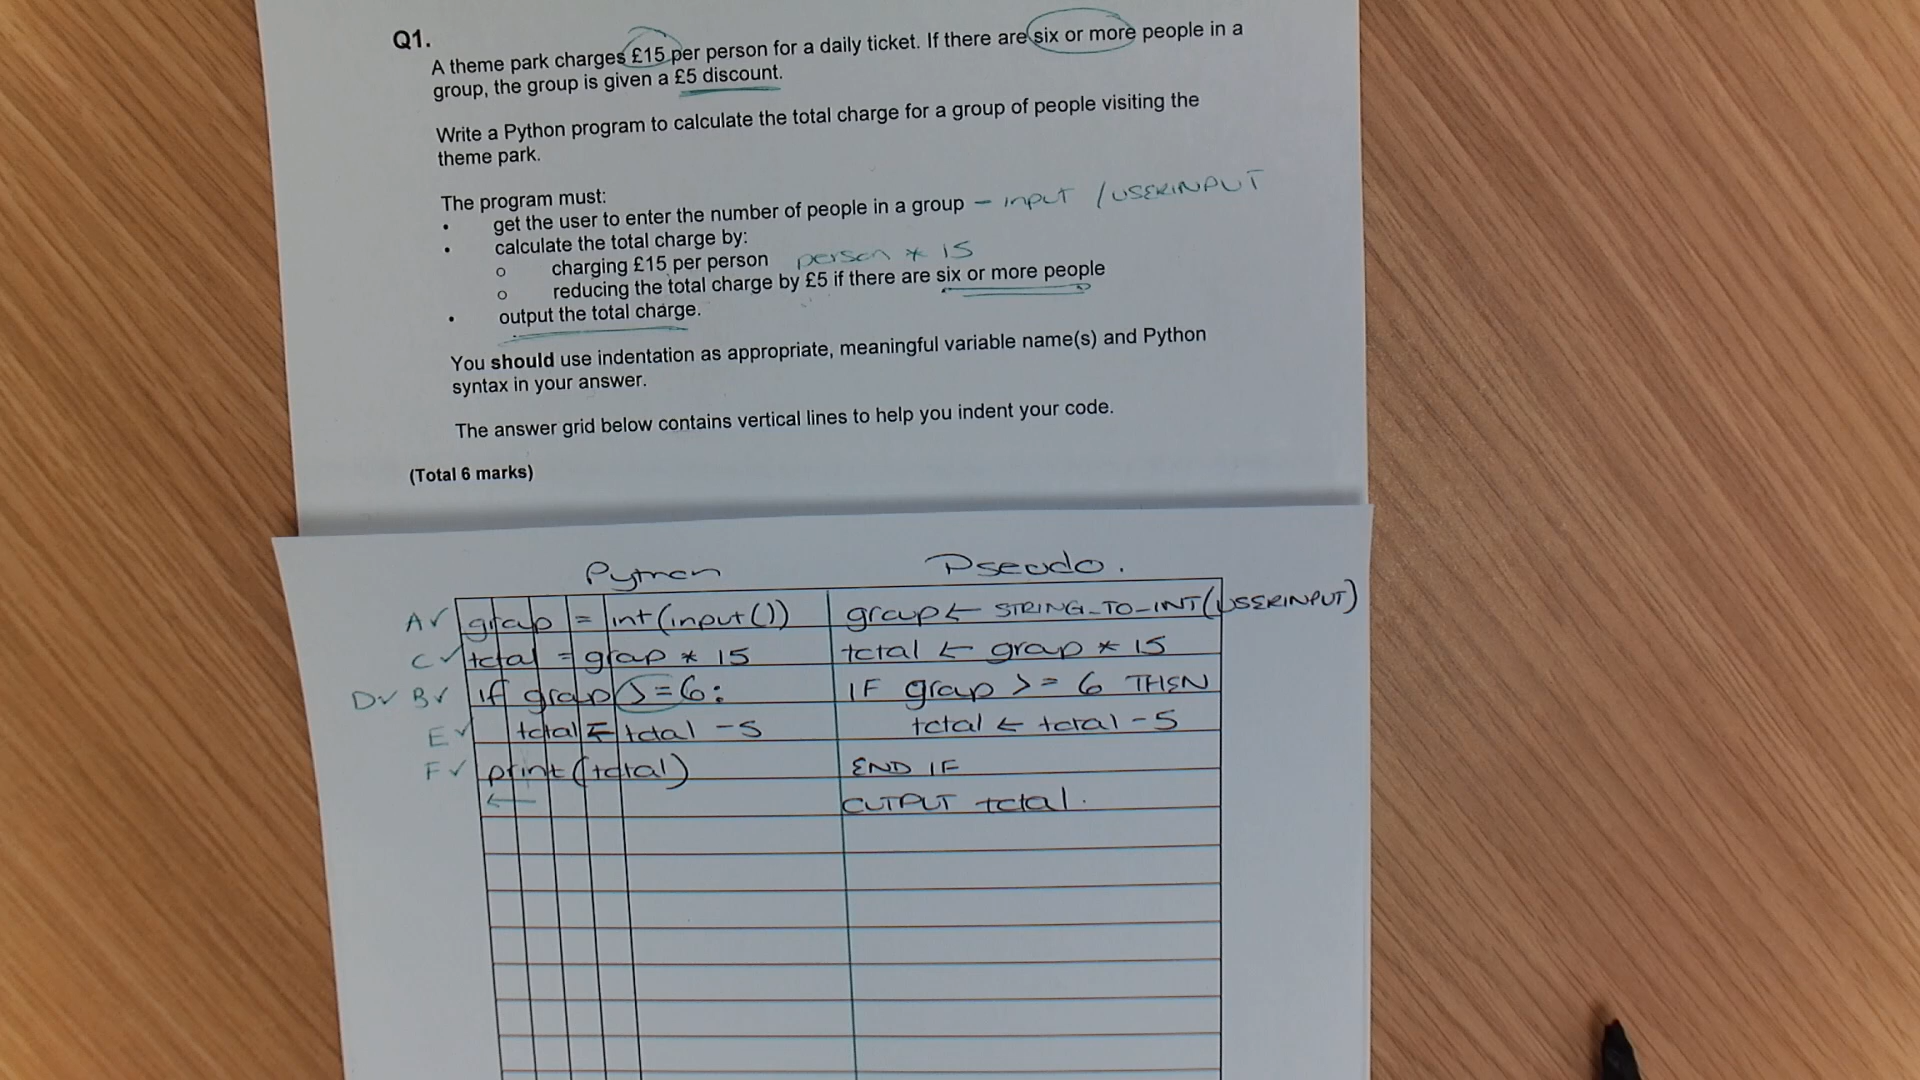 Q1.
A theme park charges £15 per person for a daily ticket. If there are six or more people in a
group, the group is given a £5 discount.
Write a Python program to calculate the total charge for a group of people visiting the
theme park.
The program must:
• get the user to enter the number of people in a group - input / USERINPUT
• calculate the total charge by:
o charging £15 per person person * 15
o reducing the total charge by £5 if there are six or more people
• output the total charge.
You should use indentation as appropriate, meaningful variable name(s) and Python
syntax in your answer.
The answer grid below contains vertical lines to help you indent your code.
(Total 6 marks)
Python Pseudo.
A✓ group = int(input()) group ← STRING_TO_INT(USERINPUT)
C✓ total = group * 15 total ← group * 15
D✓ B✓ if group >= 6: IF group >= 6 THEN
E✓ total = total - 5 total ← total - 5
F✓ print(total) END IF
← OUTPUT total.